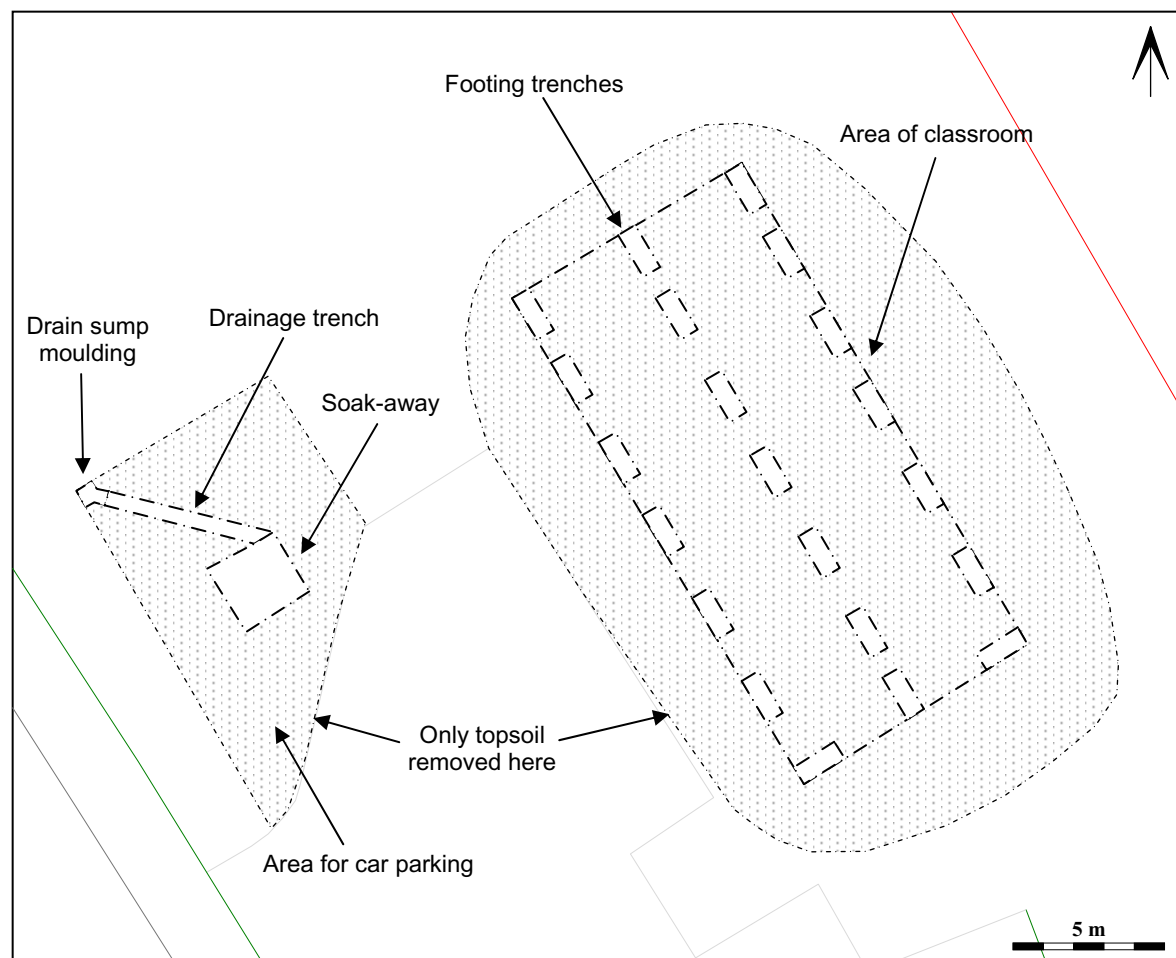 Footing trenches
Area of classroom
Drain sump
moulding
Drainage trench
Soak-away
Only topsoil
removed here
Area for car parking
5 m